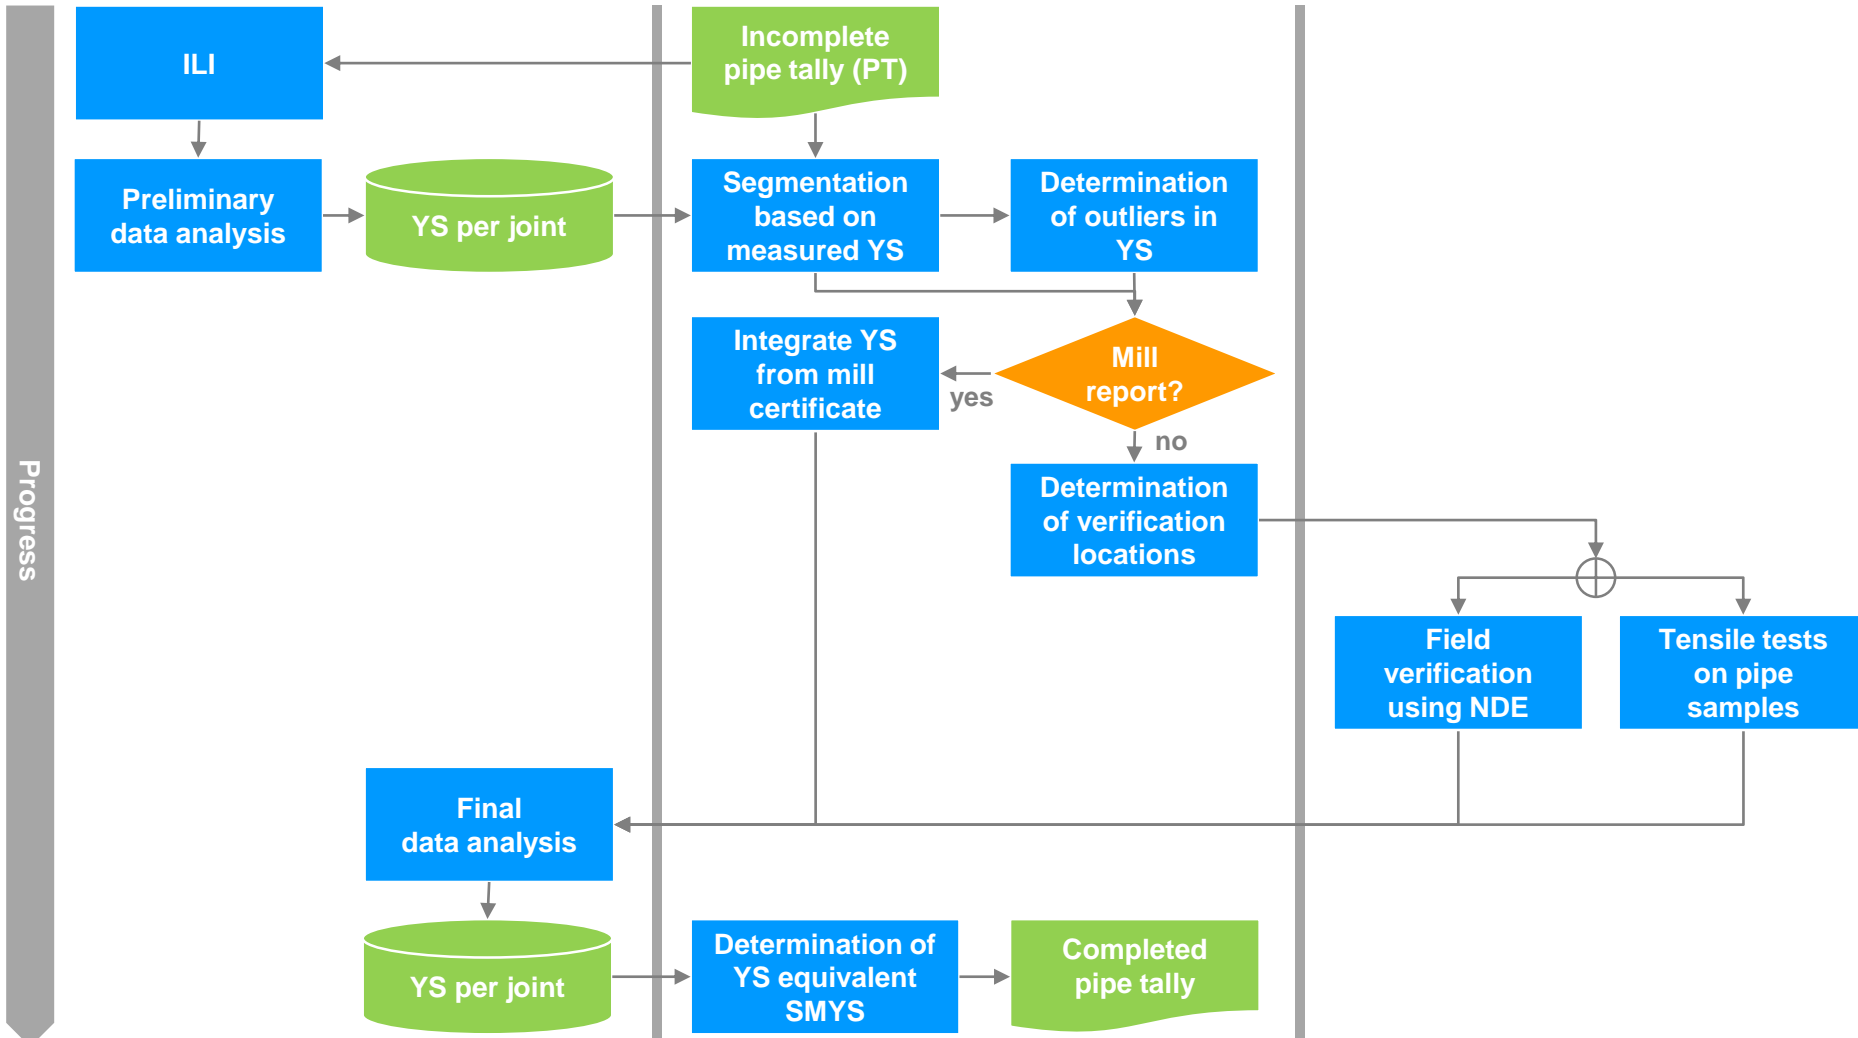 Progress
ILI
Incomplete
pipe tally (PT)
Preliminary
data analysis
YS per joint
Segmentation
based on
measured YS
Determination
of outliers in
YS
Integrate YS
from mill
certificate
yes
Mill
report?
no
Determination
of verification
locations
Field
verification
using NDE
Tensile tests
on pipe
samples
Final
data analysis
YS per joint
Determination of
YS equivalent
SMYS
Completed
pipe tally